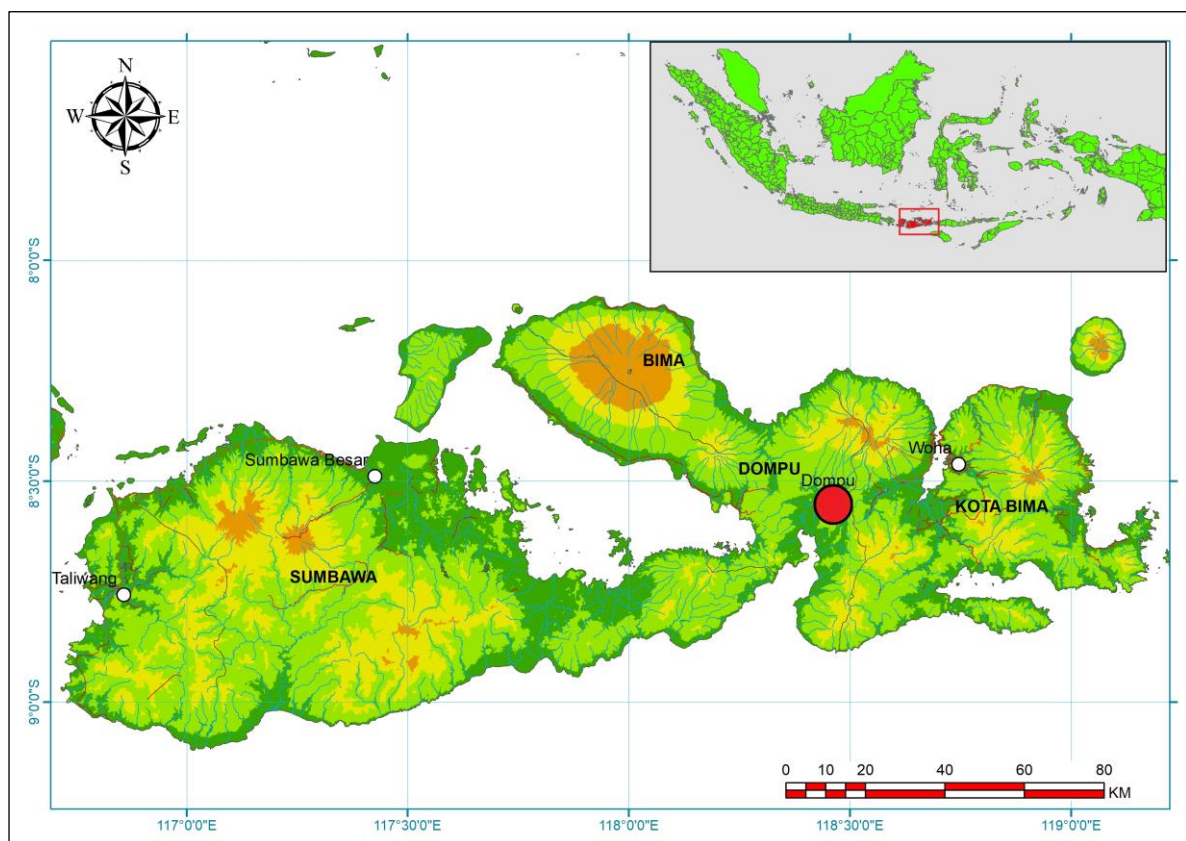 N
W E
S
8°0'0"S
BIMA
Woha
DOMPU
Dompu
Sumbawa Besar
8°30'0"S
KOTA BIMA
SUMBAWA
Taliwang
9°0'0"S
0 10 20 40 60 80
KM
117°0'0"E 117°30'0"E 118°0'0"E 118°30'0"E 119°0'0"E